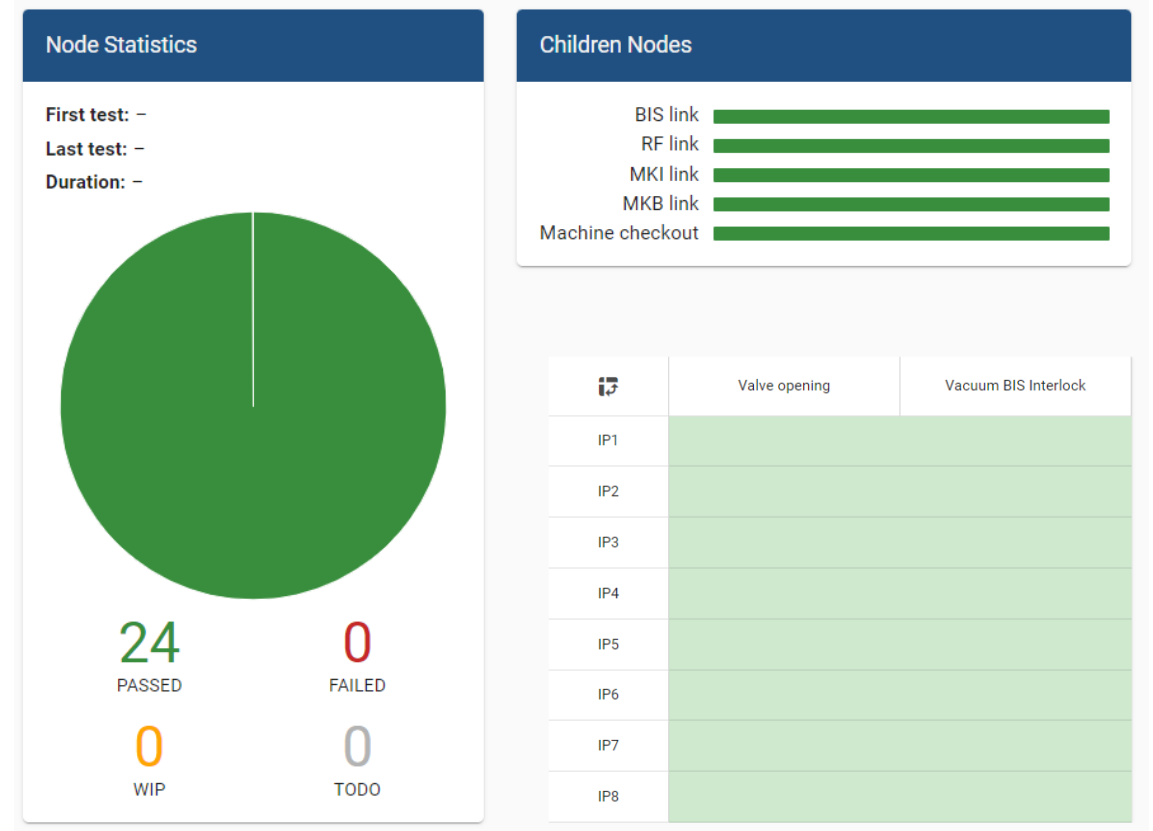 Node Statistics
First test: –
Last test: –
Duration: –
24
PASSED
0
FAILED
0
WIP
0
TODO
Children Nodes
BIS link
RF link
MKI link
MKB link
Machine checkout
Valve opening
Vacuum BIS Interlock
IP1
IP2
IP3
IP4
IP5
IP6
IP7
IP8